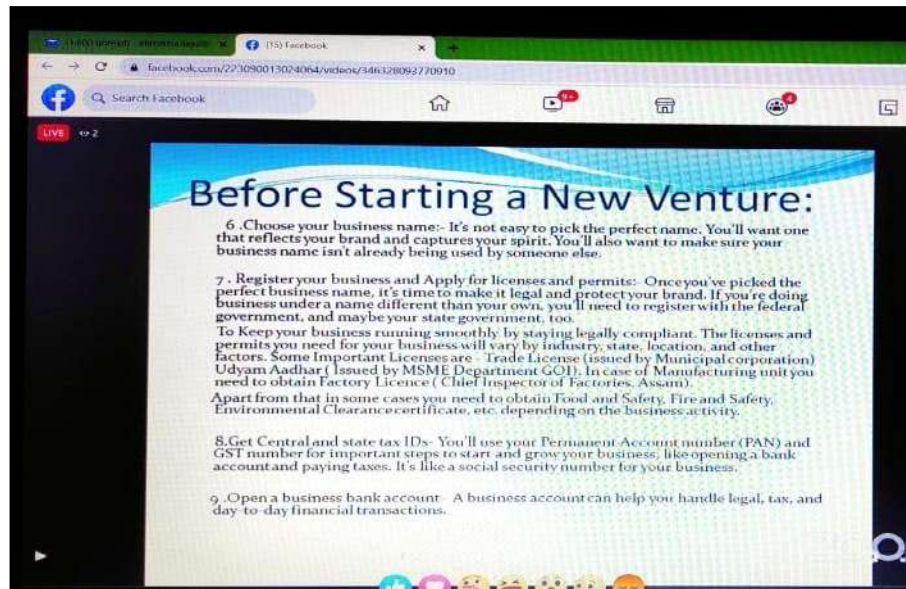 (15) Facebook
facebook.com/223090013024064/videos/346328093770910
Search Facebook
9+
4
LIVE 2
Before Starting a New Venture:
6 .Choose your business name:- It's not easy to pick the perfect name. You'll want one
that reflects your brand and captures your spirit. You'll also want to make sure your
business name isn't already being used by someone else.
7 . Register your business and Apply for licenses and permits:- Once you've picked the
perfect business name, it's time to make it legal and protect your brand. If you're doing
business under a name different than your own, you'll need to register with the federal
government, and maybe your state government, too.
To Keep your business running smoothly by staying legally compliant. The licenses and
permits you need for your business will vary by industry, state, location, and other
factors. Some Important Licenses are - Trade License (issued by Municipal corporation)
Udyam Aadhar ( Issued by MSME Department GOI). In case of Manufacturing unit you
need to obtain Factory Licence ( Chief Inspector of Factories, Assam).
Apart from that in some cases you need to obtain Food and Safety, Fire and Safety,
Environmental Clearance certificate, etc. depending on the business activity.
8.Get Central and state tax IDs- You'll use your Permanent Account number (PAN) and
GST number for important steps to start and grow your business, like opening a bank
account and paying taxes. It's like a social security number for your business.
9 .Open a business bank account - A business account can help you handle legal, tax, and
day-to-day financial transactions.